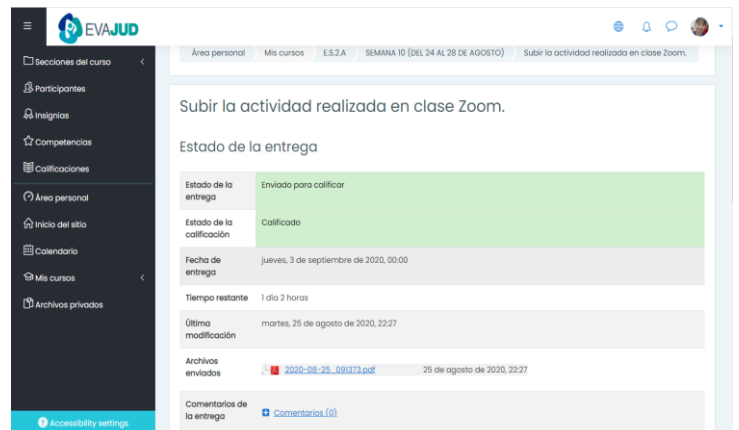 EVAJUD
Secciones del curso
Participantes
Insignias
Competencias
Calificaciones
Área personal
Inicio del sitio
Calendario
Mis cursos
Archivos privados
Accessibility settings
Área personal Mis cursos E.S.2.A SEMANA 10 (DEL 24 AL 28 DE AGOSTO) Subir la actividad realizada en clase Zoom.
Subir la actividad realizada en clase Zoom.
Estado de la entrega
Estado de la entrega Enviado para calificar
Estado de la calificación Calificado
Fecha de entrega jueves, 3 de septiembre de 2020, 00:00
Tiempo restante 1 día 2 horas
Última modificación martes, 25 de agosto de 2020, 22:27
Archivos enviados 2020-08-25_091373.pdf 25 de agosto de 2020, 22:27
Comentarios de la entrega Comentarios (0)